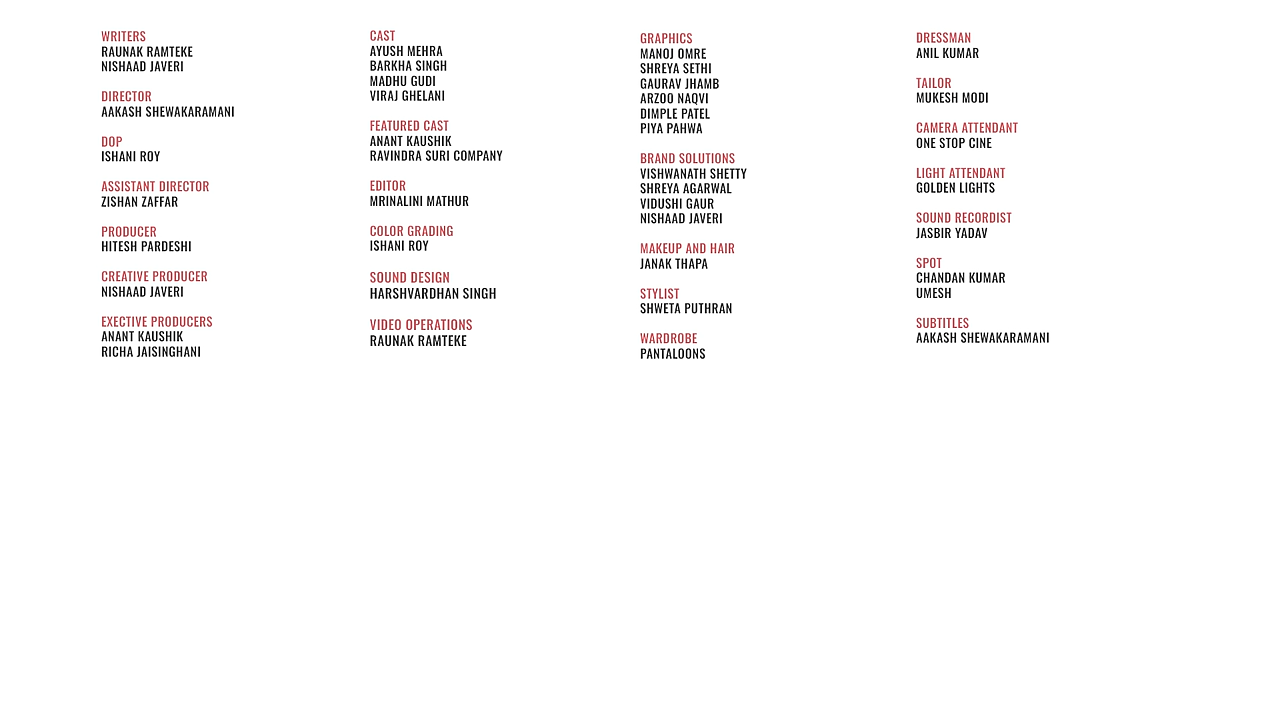 WRITERS
RAUNAK RAMTEKE
NISHAAD JAVERI
DIRECTOR
AAKASH SHEWAKARAMANI
DOP
ISHANI ROY
ASSISTANT DIRECTOR
ZISHAN ZAFFAR
PRODUCER
HITESH PARDESHI
CREATIVE PRODUCER
NISHAAD JAVERI
EXECTIVE PRODUCERS
ANANT KAUSHIK
RICHA JAISINGHANI
CAST
AYUSH MEHRA
BARKHA SINGH
MADHU GUDI
VIRAJ GHELANI
FEATURED CAST
ANANT KAUSHIK
RAVINDRA SURI COMPANY
EDITOR
MRINALINI MATHUR
COLOR GRADING
ISHANI ROY
SOUND DESIGN
HARSHVARDHAN SINGH
VIDEO OPERATIONS
RAUNAK RAMTEKE
GRAPHICS
MANOJ OMRE
SHREYA SETHI
GAURAV JHAMB
ARZOO NAQVI
DIMPLE PATEL
PIYA PAHWA
BRAND SOLUTIONS
VISHWANATH SHETTY
SHREYA AGARWAL
VIDUSHI GAUR
NISHAAD JAVERI
MAKEUP AND HAIR
JANAK THAPA
STYLIST
SHWETA PUTHRAN
WARDROBE
PANTALOONS
DRESSMAN
ANIL KUMAR
TAILOR
MUKESH MODI
CAMERA ATTENDANT
ONE STOP CINE
LIGHT ATTENDANT
GOLDEN LIGHTS
SOUND RECORDIST
JASBIR YADAV
SPOT
CHANDAN KUMAR
UMESH
SUBTITLES
AAKASH SHEWAKARAMANI